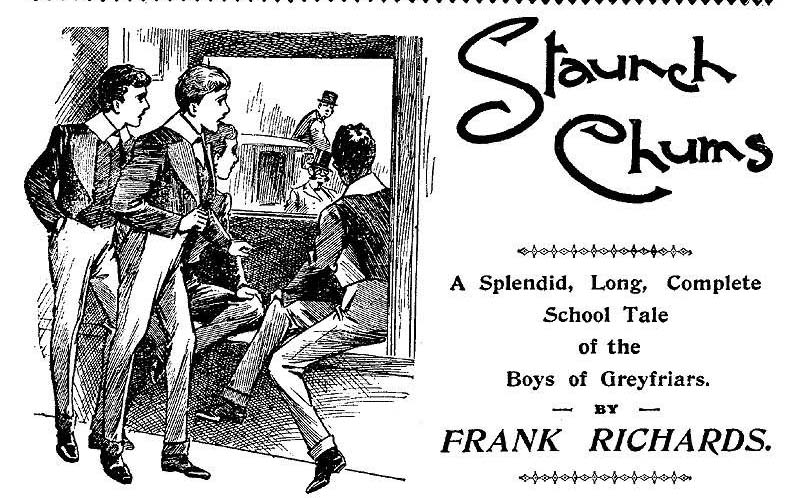 Staunch
Chums
A Splendid, Long, Complete
School Tale
of the
Boys of Greyfriars.
— BY —
FRANK RICHARDS.